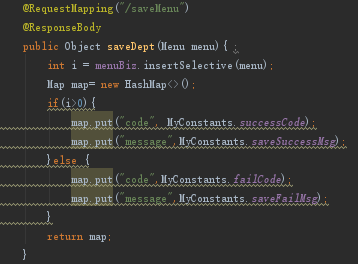 @RequestMapping("/saveMenu")
@ResponseBody
public Object saveDept(Menu menu) { ;
int i = menuBiz.insertSelective(menu);
Map map= new HashMap<>();
if(i>0){
map.put("code", MyConstants.successCode);
map.put("message",MyConstants.saveSuccessMsg);
}else {
map.put("code",MyConstants.failCode);
map.put("message",MyConstants.saveFailMsg);
}
return map;
}